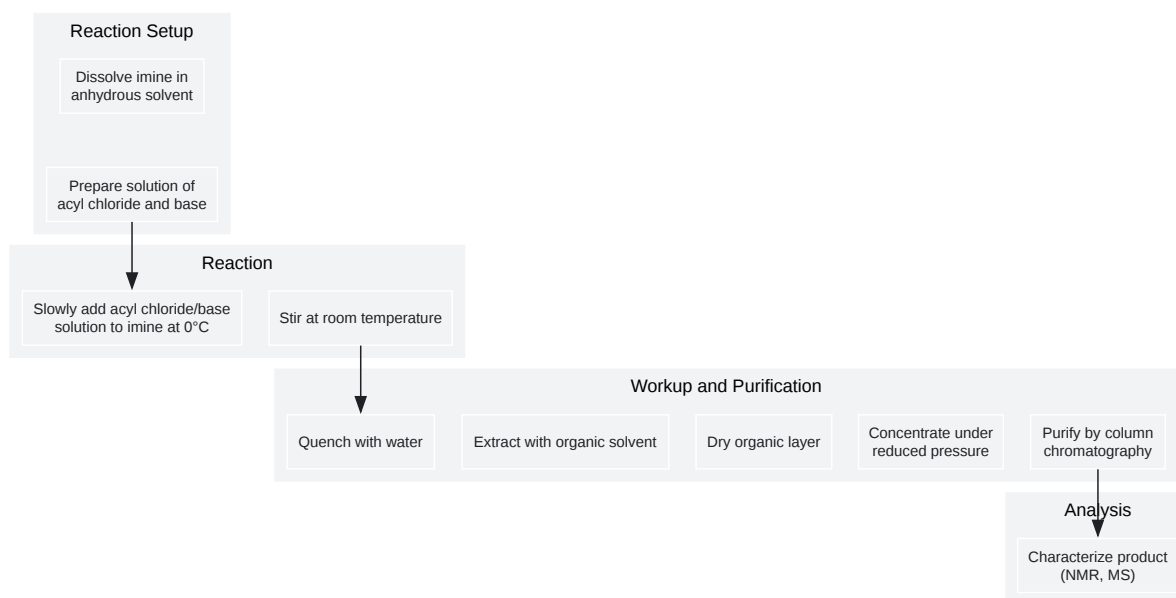 Reaction Setup
Dissolve imine in
anhydrous solvent
Prepare solution of
acyl chloride and base
Reaction
Slowly add acyl chloride/base
solution to imine at 0°C
Stir at room temperature
Workup and Purification
Quench with water
Extract with organic solvent
Dry organic layer
Concentrate under
reduced pressure
Purify by column
chromatography
Analysis
Characterize product
(NMR, MS)